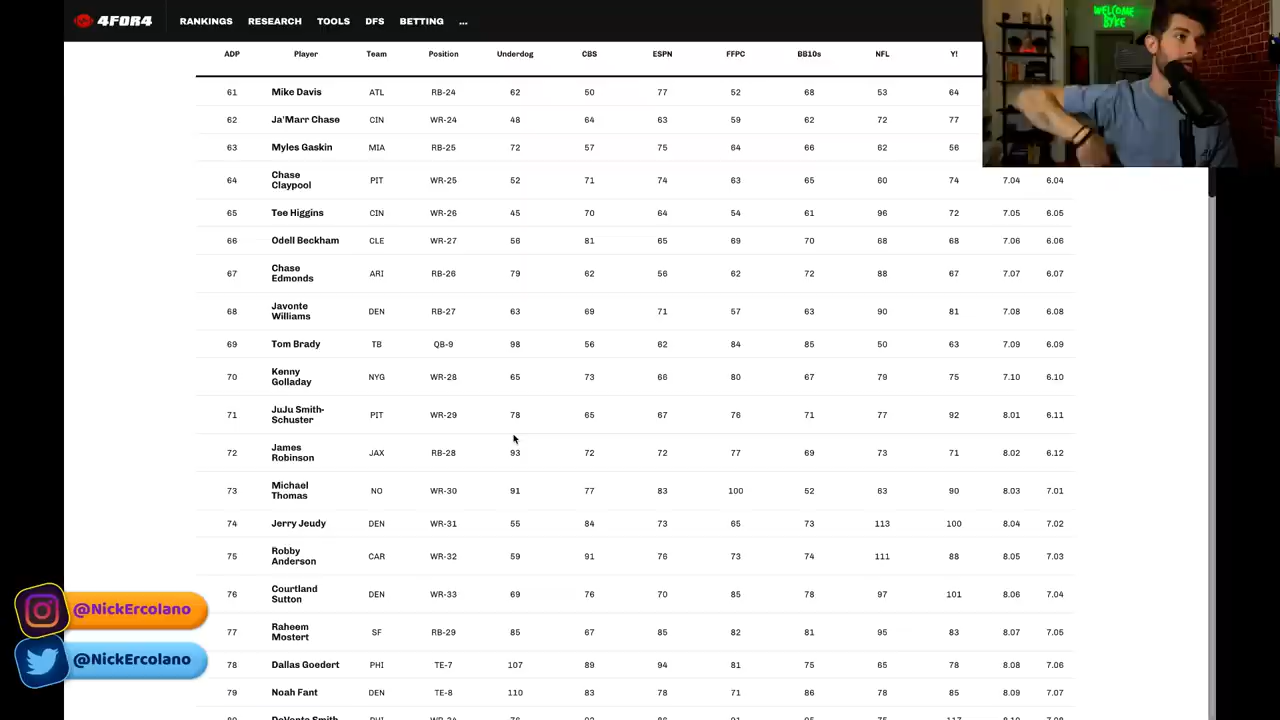 4FOR4 RANKINGS RESEARCH TOOLS DFS BETTING ...
WELCOME
BYKE
ADP Player Team Position Underdog CBS ESPN FFPC BB10s NFL Y!
61 Mike Davis ATL RB-24 62 50 77 52 68 53 64
62 Ja'Marr Chase CIN WR-24 48 64 63 59 62 72 77
63 Myles Gaskin MIA RB-25 72 57 75 64 66 62 56
64 Chase Claypool PIT WR-25 52 71 74 63 65 60 74 7.04 6.04
65 Tee Higgins CIN WR-26 45 70 64 54 61 96 72 7.05 6.05
66 Odell Beckham CLE WR-27 58 81 65 69 70 68 68 7.06 6.06
67 Chase Edmonds ARI RB-26 79 62 56 62 72 88 67 7.07 6.07
68 Javonte Williams DEN RB-27 63 69 71 57 63 90 81 7.08 6.08
69 Tom Brady TB QB-9 98 56 62 84 85 50 63 7.09 6.09
70 Kenny Golladay NYG WR-28 65 73 66 80 67 79 75 7.10 6.10
71 JuJu Smith-Schuster PIT WR-29 78 65 67 76 71 77 92 8.01 6.11
72 James Robinson JAX RB-28 93 72 72 77 69 73 71 8.02 6.12
73 Michael Thomas NO WR-30 91 77 83 100 52 63 90 8.03 7.01
74 Jerry Jeudy DEN WR-31 55 84 73 65 73 113 100 8.04 7.02
75 Robby Anderson CAR WR-32 59 91 76 73 74 111 88 8.05 7.03
76 Courtland Sutton DEN WR-33 69 76 70 85 78 97 101 8.06 7.04
77 Raheem Mostert SF RB-29 85 67 85 82 81 95 83 8.07 7.05
78 Dallas Goedert PHI TE-7 107 89 94 81 75 65 78 8.08 7.06
79 Noah Fant DEN TE-8 110 83 78 71 86 78 85 8.09 7.07
@NickErcolano
@NickErcolano